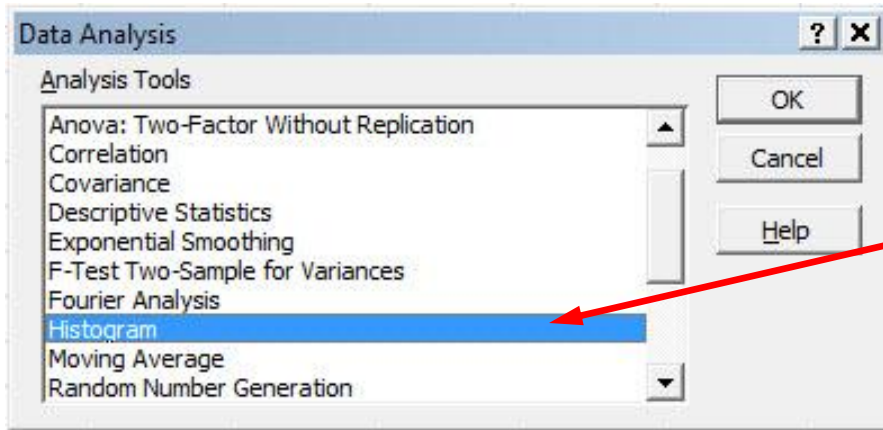 Data Analysis
Analysis Tools
Anova: Two-Factor Without Replication
Correlation
Covariance
Descriptive Statistics
Exponential Smoothing
F-Test Two-Sample for Variances
Fourier Analysis
Histogram
Moving Average
Random Number Generation
OK
Cancel
Help